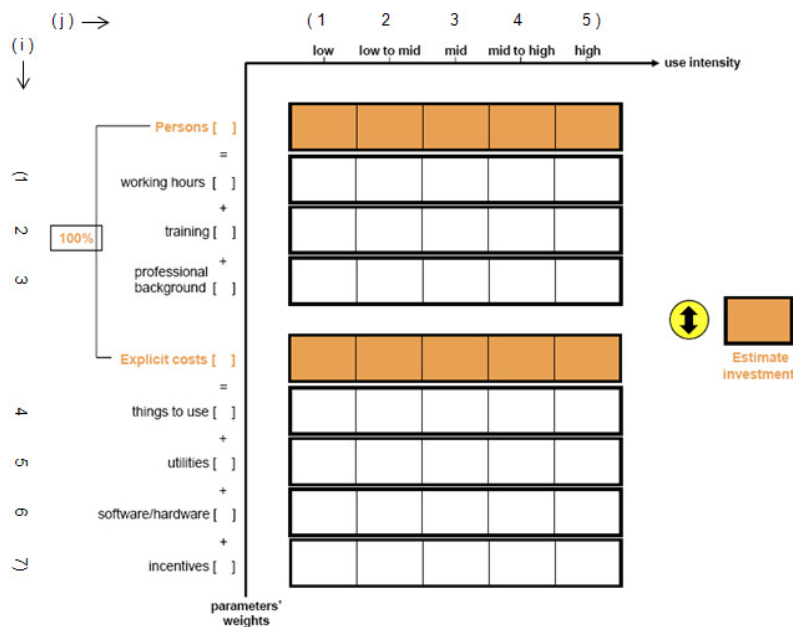 ( j )
( 1 2 3 4 5 )
( i )
low low to mid mid mid to high high
use intensity
Persons [ ]
=
(1 working hours [ ]
+
2 training [ ]
100%
+
3 professional
background [ ]
Explicit costs [ ]
=
4 things to use [ ]
+
5 utilities [ ]
+
6 software/hardware [ ]
+
7) incentives [ ]
parameters'
weights
Estimate
investment